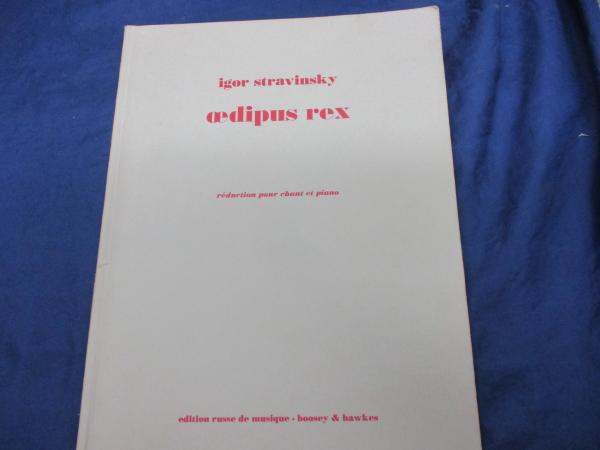 igor stravinsky
œdipus rex
réduction pour chant et piano
edition russe de musique • boosey & hawkes